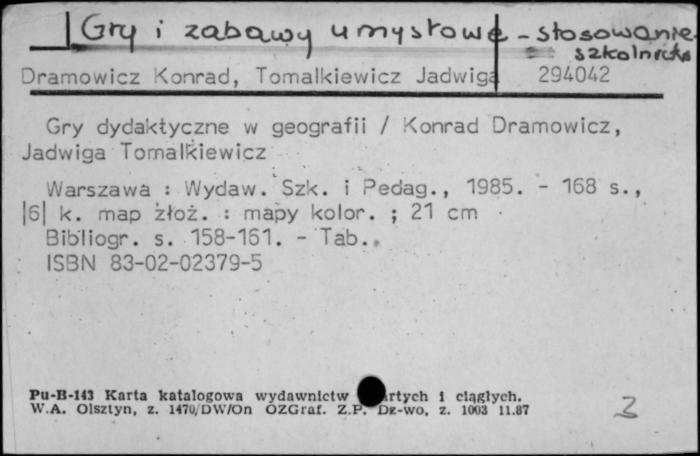 Gry i zabawy umysłowe - stosowanie
szkolnictwo
Dramowicz Konrad, Tomalkiewicz Jadwiga 294042
Gry dydaktyczne w geografii / Konrad Dramowicz,
Jadwiga Tomalkiewicz
Warszawa : Wydaw. Szk. i Pedag., 1985. - 168 s.,
|6| k. map złoż. : mapy kolor. ; 21 cm
Bibliogr. s. 158-161. - Tab.
ISBN 83-02-02379-5
Pu-B-143 Karta katalogowa wydawnictw rtych i ciągłych.
W.A. Olsztyn, z. 1470/DW/On OZGraf. Z.P. Dz-wo, z. 1003 11.87
3